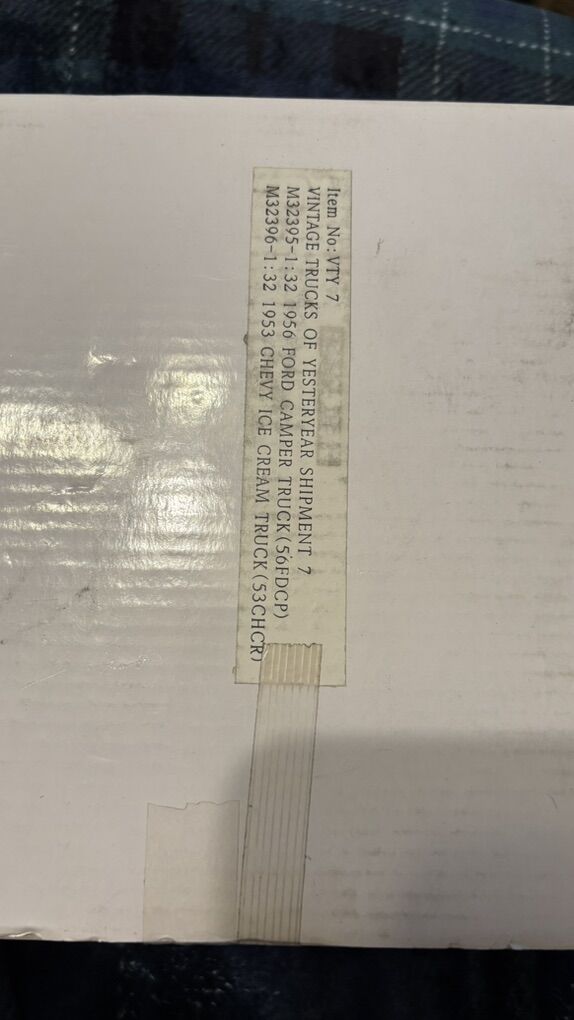 Item No:VTY 7
VINTAGE TRUCKS OF YESTERYEAR SHIPMENT 7
M32395-1:32 1956 FORD CAMPER TRUCK(56FDCP)
M32396-1:32 1953 CHEVY ICE CREAM TRUCK(53CHCR)